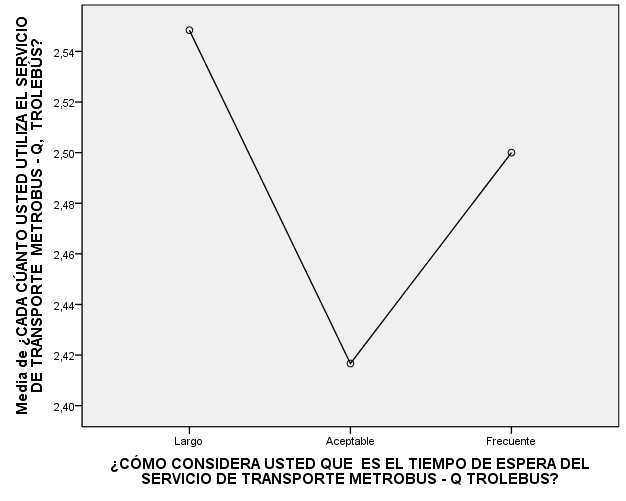 Media de ¿CADA CÚANTO USTED UTILIZA EL SERVICIO
DE TRANSPORTE METROBUS - Q, TROLEBÚS?
2,54
2,52
2,50
2,48
2,46
2,44
2,42
2,40
Largo
Aceptable
Frecuente
¿CÓMO CONSIDERA USTED QUE ES EL TIEMPO DE ESPERA DEL
SERVICIO DE TRANSPORTE METROBUS - Q TROLEBUS?